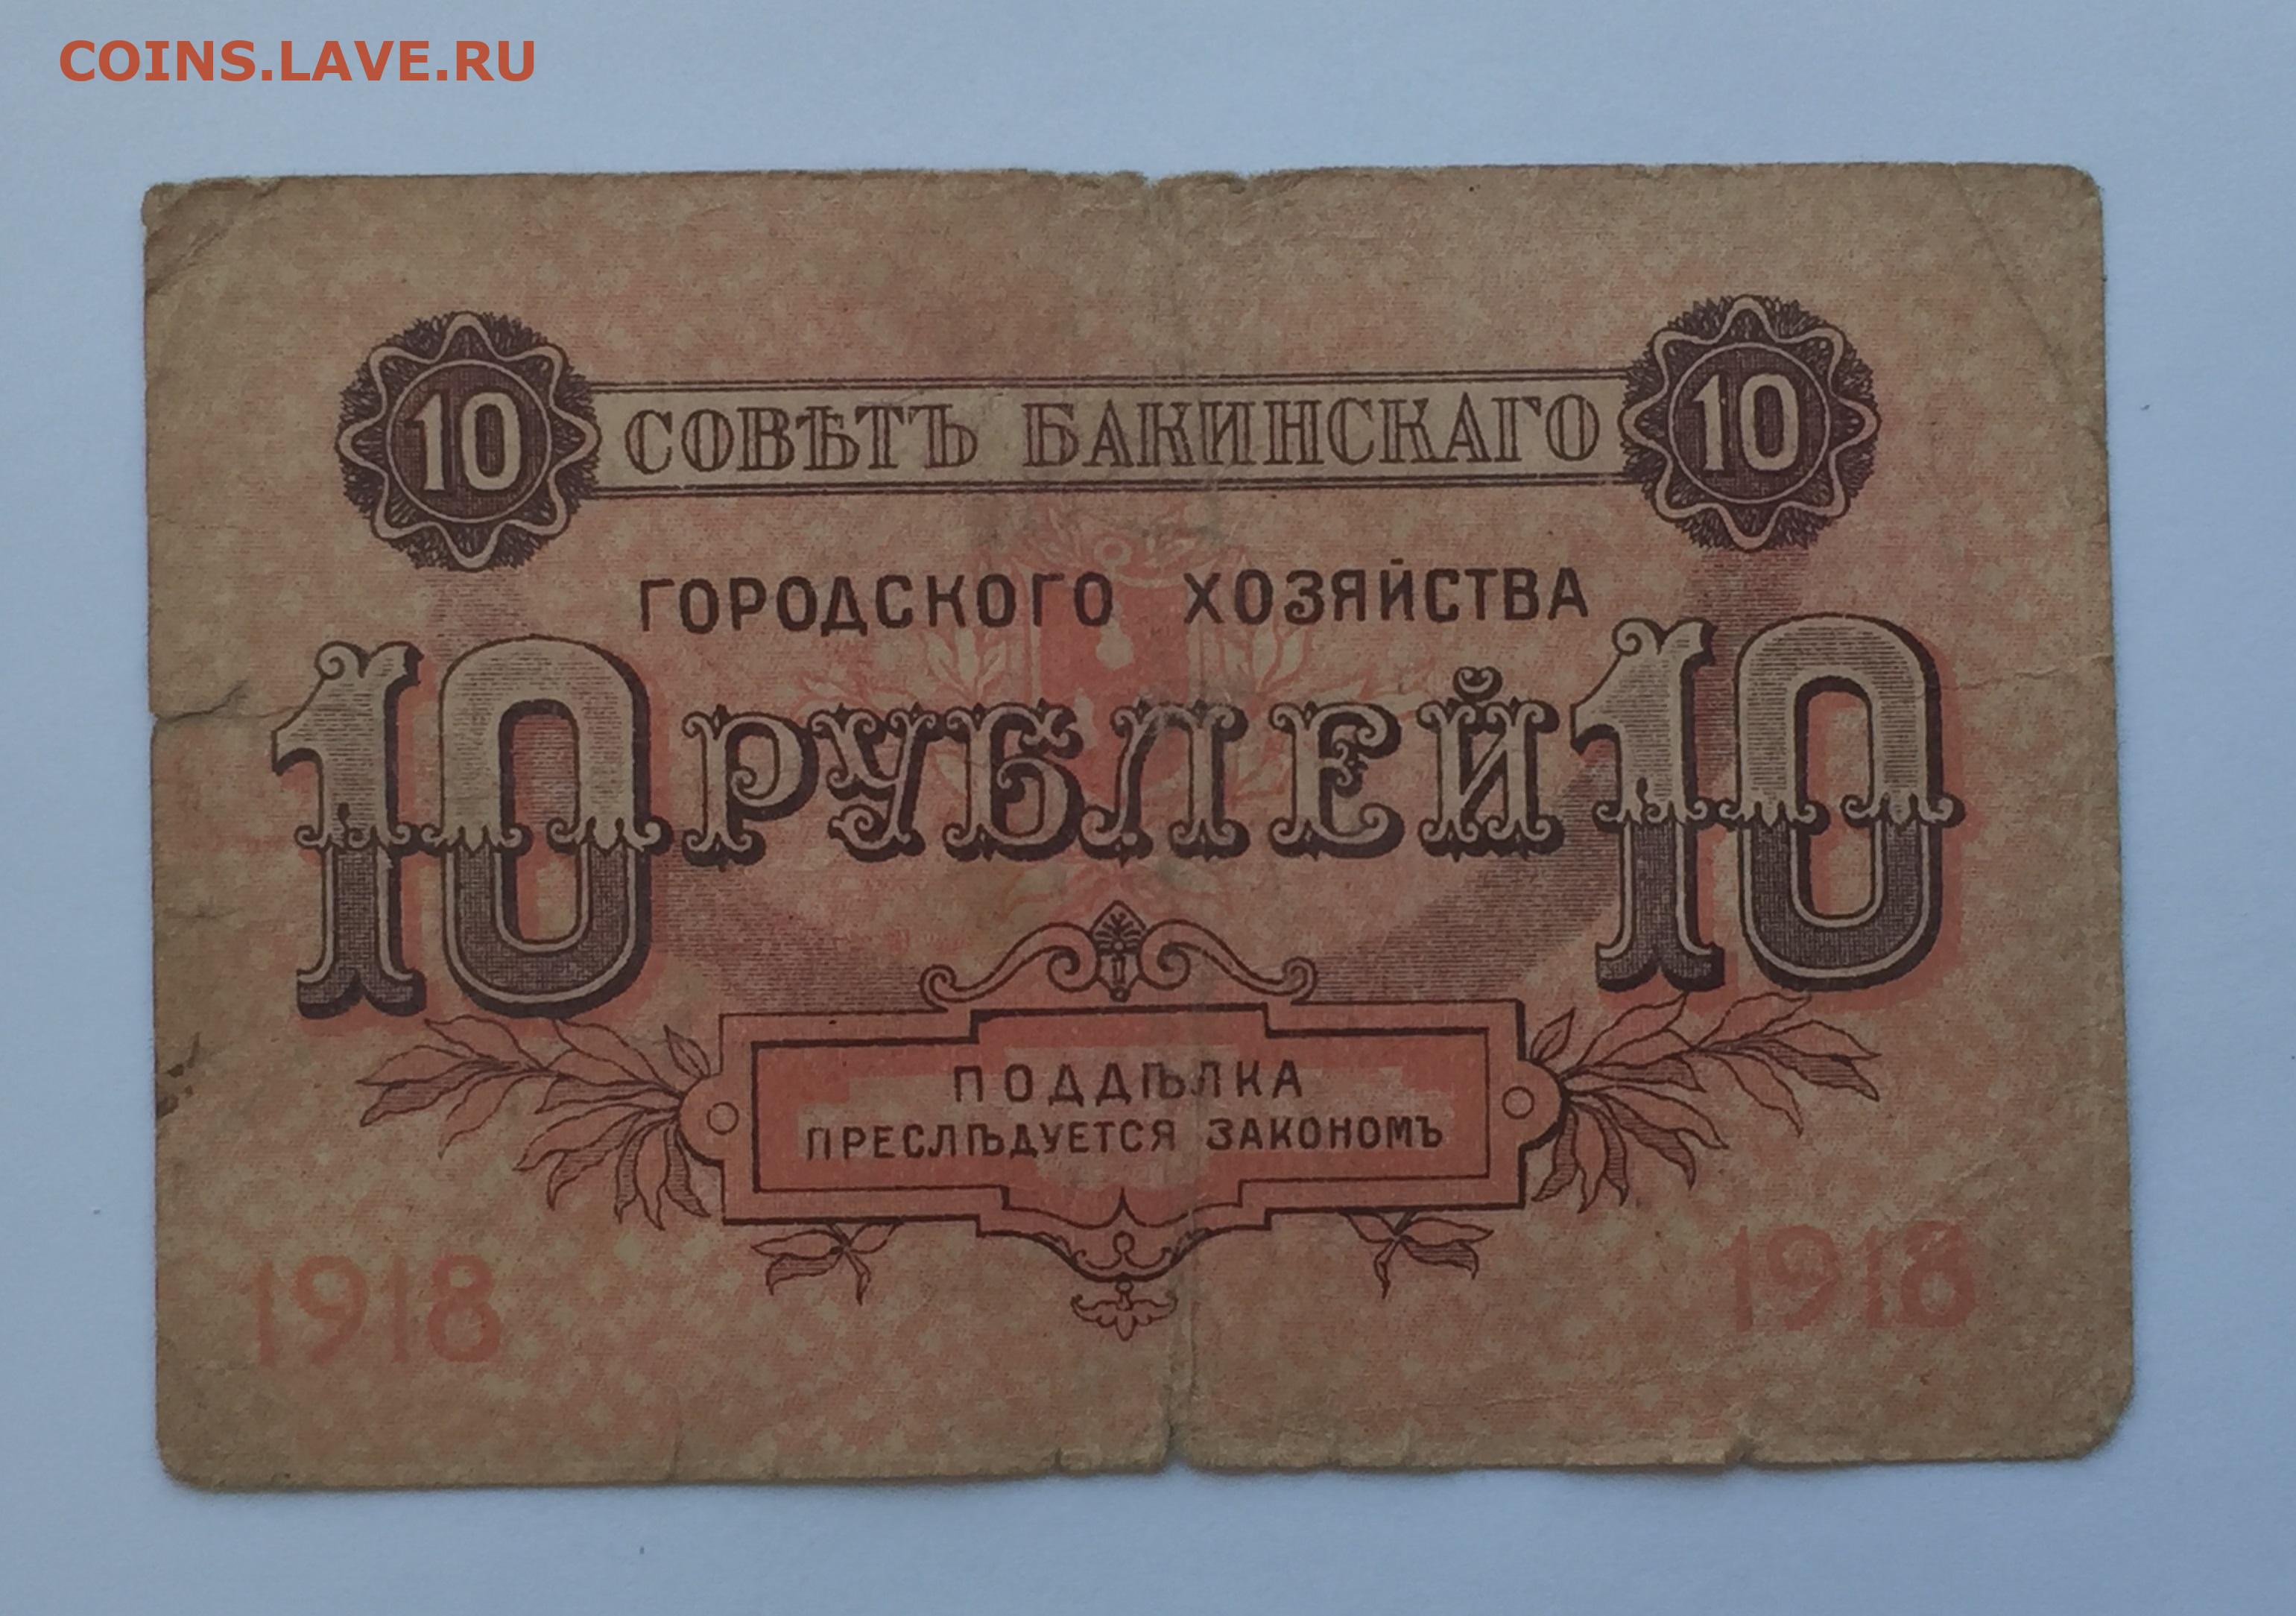 COINS.LAVE.RU
10 СОВѢТЪ БАКИНСКАГО 10
ГОРОДСКОГО ХОЗЯЙСТВА
10 РУБЛЕЙ 10
ПОДДѢЛКА
ПРЕСЛѢДУЕТСЯ ЗАКОНОМЪ
1918 1918